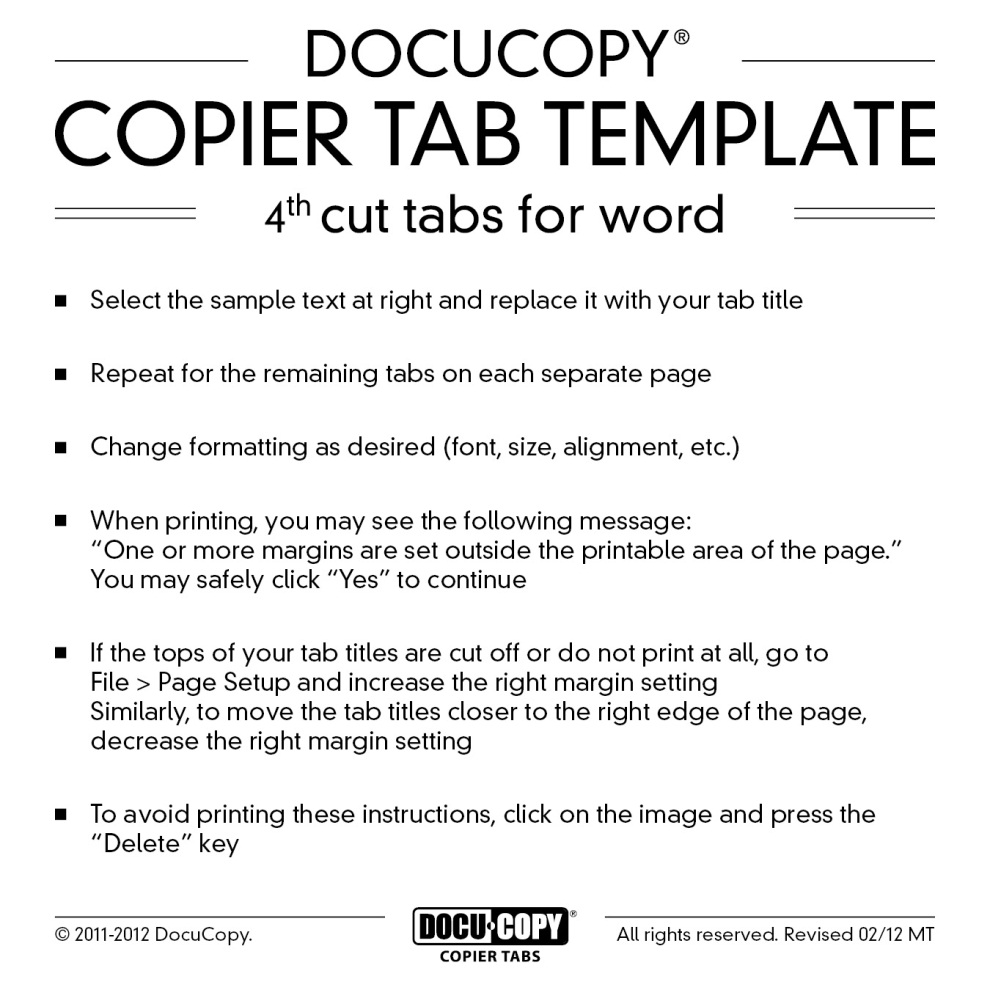 DOCUCOPY®
COPIER TAB TEMPLATE
4th cut tabs for word
■ Select the sample text at right and replace it with your tab title
■ Repeat for the remaining tabs on each separate page
■ Change formatting as desired (font, size, alignment, etc.)
■ When printing, you may see the following message:
“One or more margins are set outside the printable area of the page.”
You may safely click “Yes” to continue
■ If the tops of your tab titles are cut off or do not print at all, go to
File > Page Setup and increase the right margin setting
Similarly, to move the tab titles closer to the right edge of the page,
decrease the right margin setting
■ To avoid printing these instructions, click on the image and press the
“Delete” key
© 2011-2012 DocuCopy.
DOCU·COPY®
COPIER TABS
All rights reserved. Revised 02/12 MT